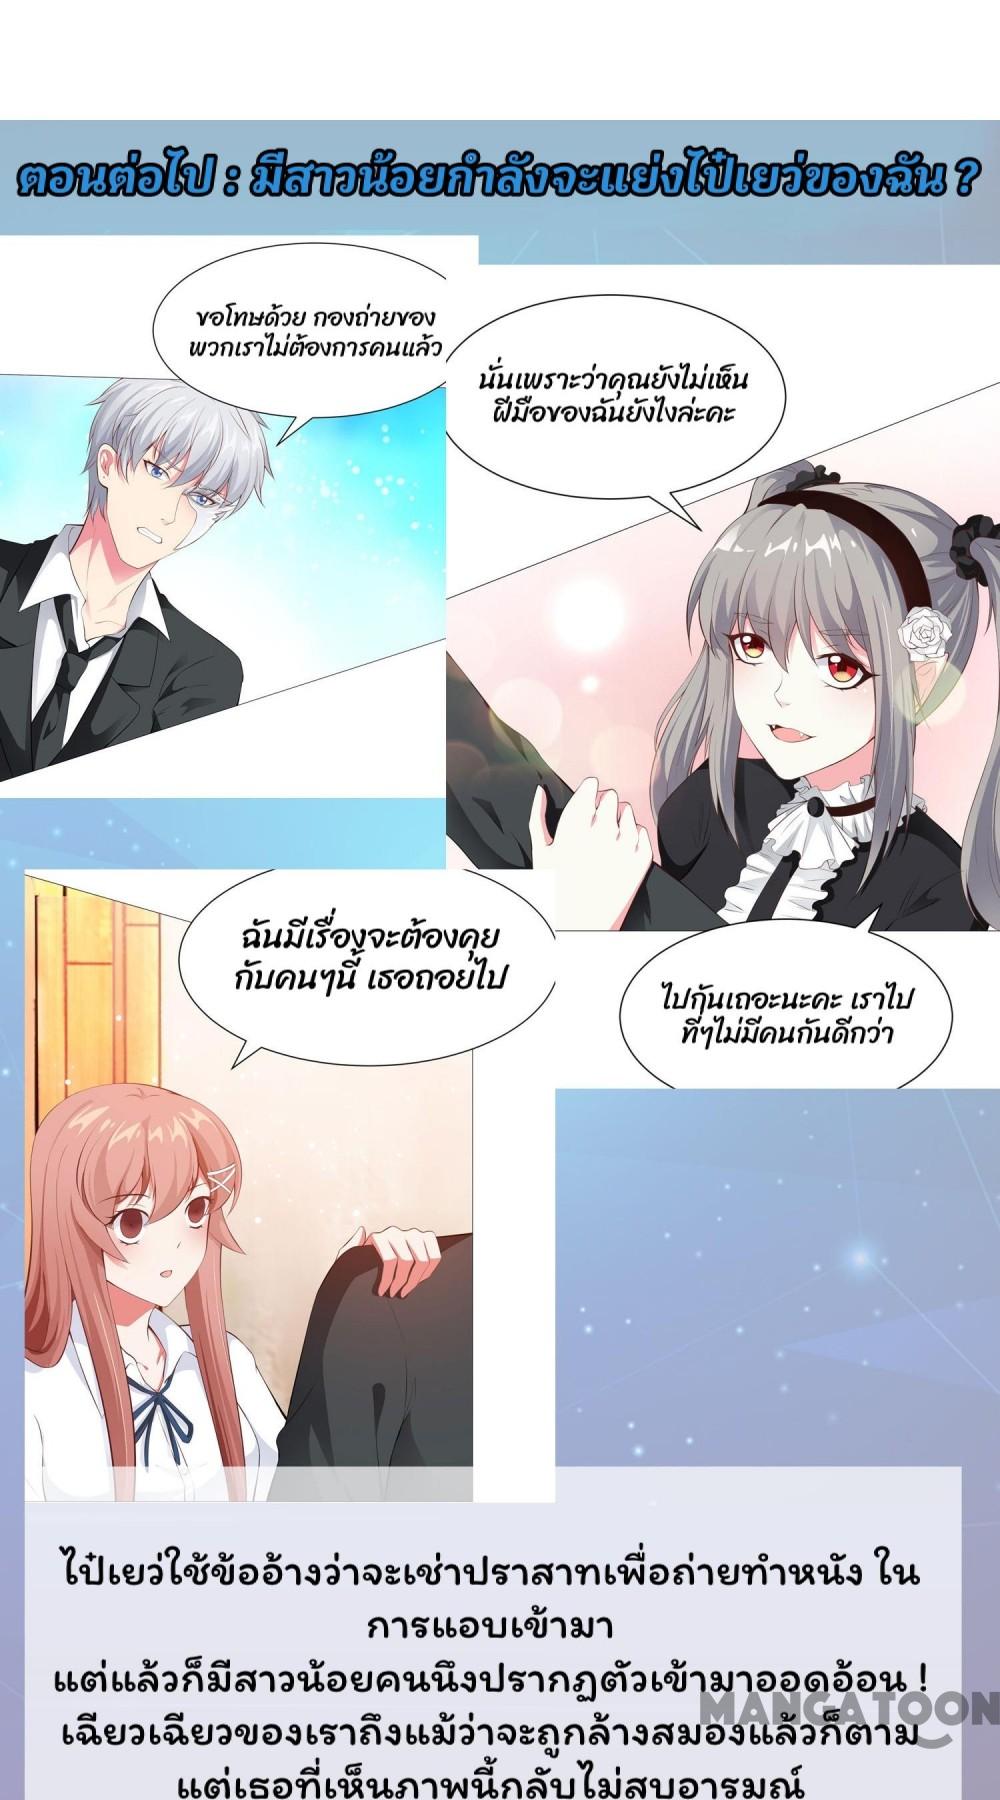 ตอนต่อไป : มีสาวน้อยกำลังจะแย่งไป๋เยว่ของฉัน ?
ขอโทษด้วย กองถ่ายของ
พวกเราไม่ต้องการคนแล้ว
นั่นเพราะว่าคุณยังไม่เห็น
ฝีมือของฉันยังไงล่ะคะ
ฉันมีเรื่องจะต้องคุย
กับคนๆนี้ เธอถอยไป
ไปกันเถอะนะคะ เราไป
ที่ๆไม่มีคนกันดีกว่า
ไป๋เยว่ใช้ข้ออ้างว่าจะเช่าปราสาทเพื่อถ่ายทำหนัง ใน
การแอบเข้ามา
แต่แล้วก็มีสาวน้อยคนนึงปรากฏตัวเข้ามาออดอ้อน !
เฉียวเฉียวของเราถึงแม้ว่าจะถูกล้างสมองแล้วก็ตาม
แต่เธอที่เห็นภาพนี้กลับไม่สบอารมณ์
MANGATOON